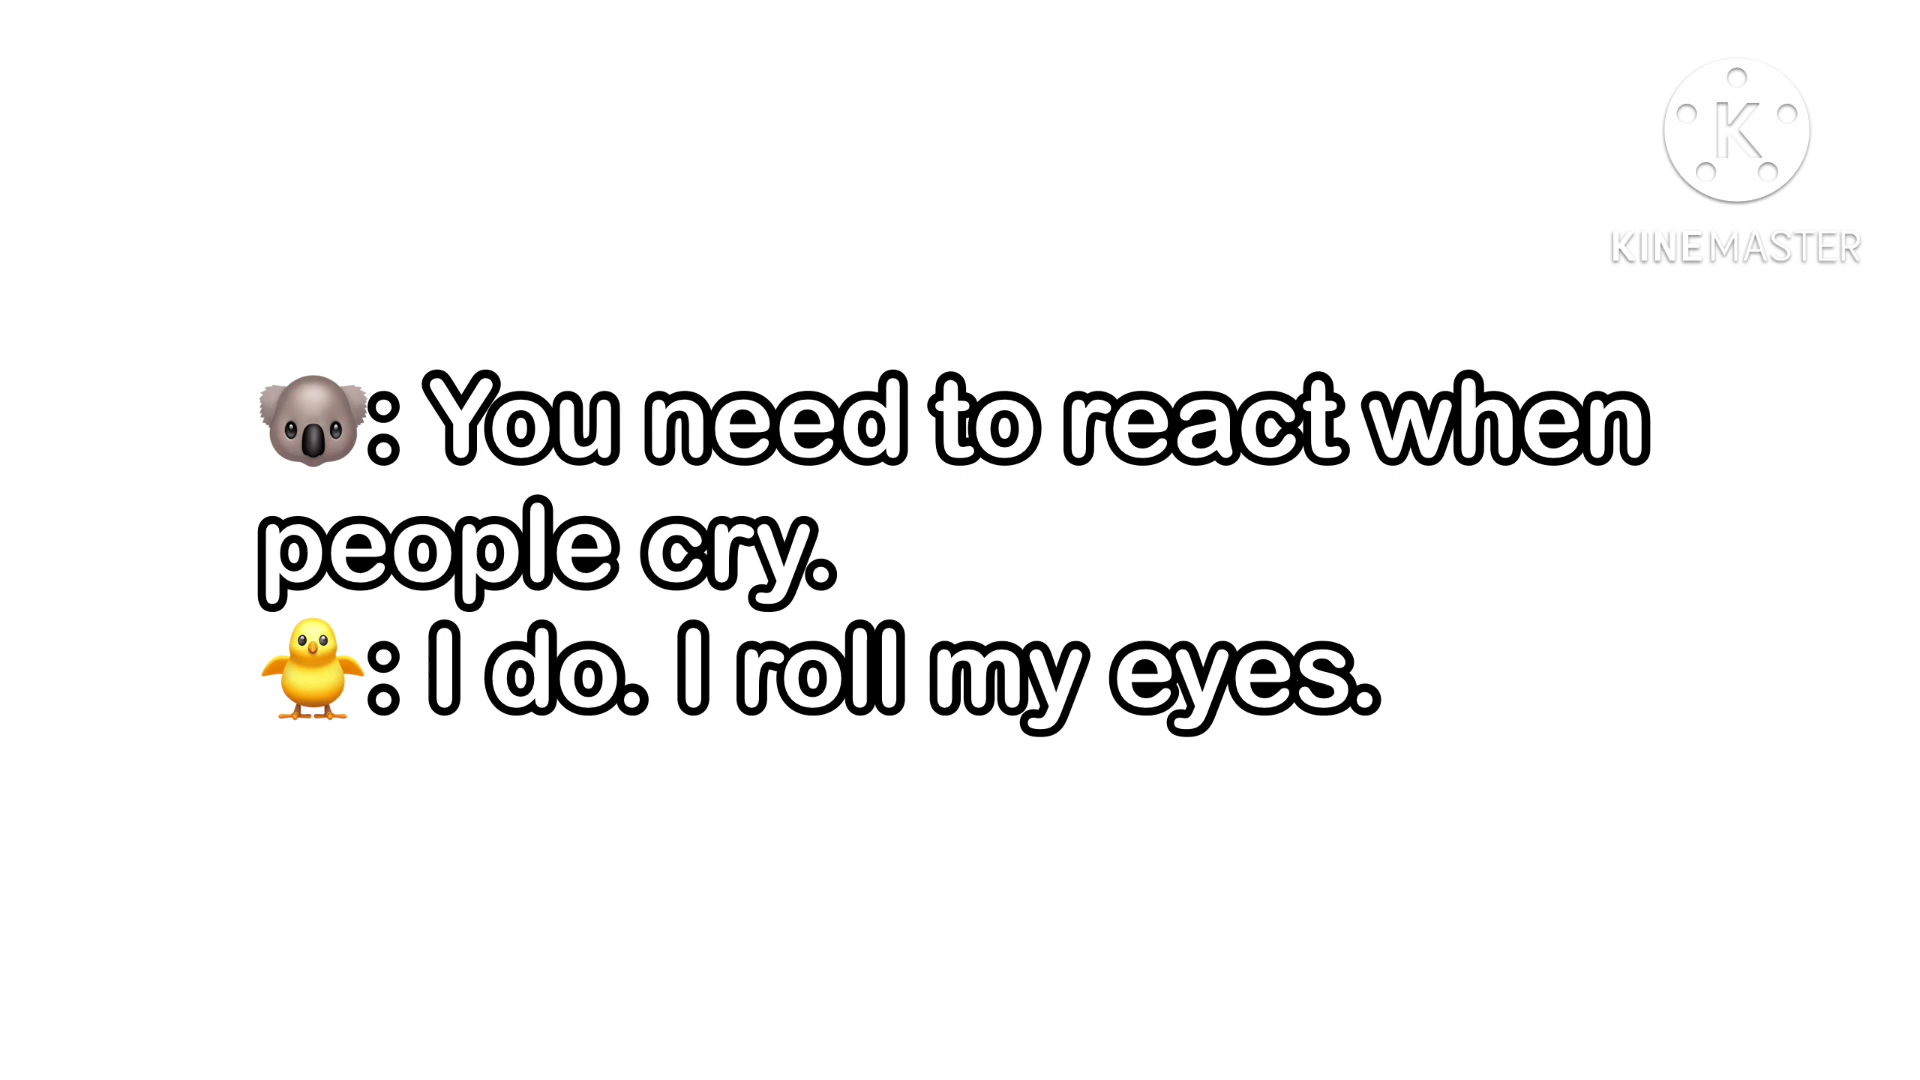 K
KINEMASTER
🐨: You need to react when
people cry.
🐥: I do. I roll my eyes.